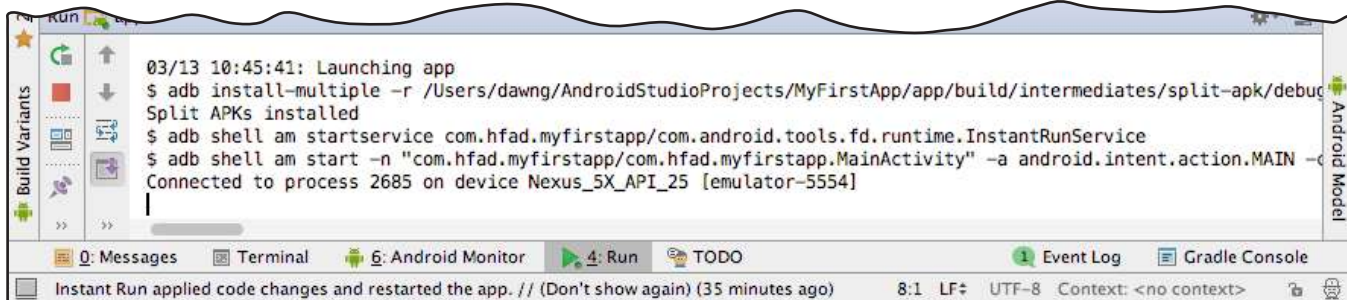 Run
03/13 10:45:41: Launching app
$ adb install-multiple -r /Users/dawng/AndroidStudioProjects/MyFirstApp/app/build/intermediates/split-apk/debug
Split APKs installed
$ adb shell am startservice com.hfad.myfirstapp/com.android.tools.fd.runtime.InstantRunService
$ adb shell am start -n "com.hfad.myfirstapp/com.hfad.myfirstapp.MainActivity" -a android.intent.action.MAIN -c
Connected to process 2685 on device Nexus_5X_API_25 [emulator-5554]
Build Variants
Android Model
>> >>
0: Messages Terminal 6: Android Monitor 4: Run TODO 1 Event Log Gradle Console
Instant Run applied code changes and restarted the app. // (Don't show again) (35 minutes ago) 8:1 LF UTF-8 Context: <no context>